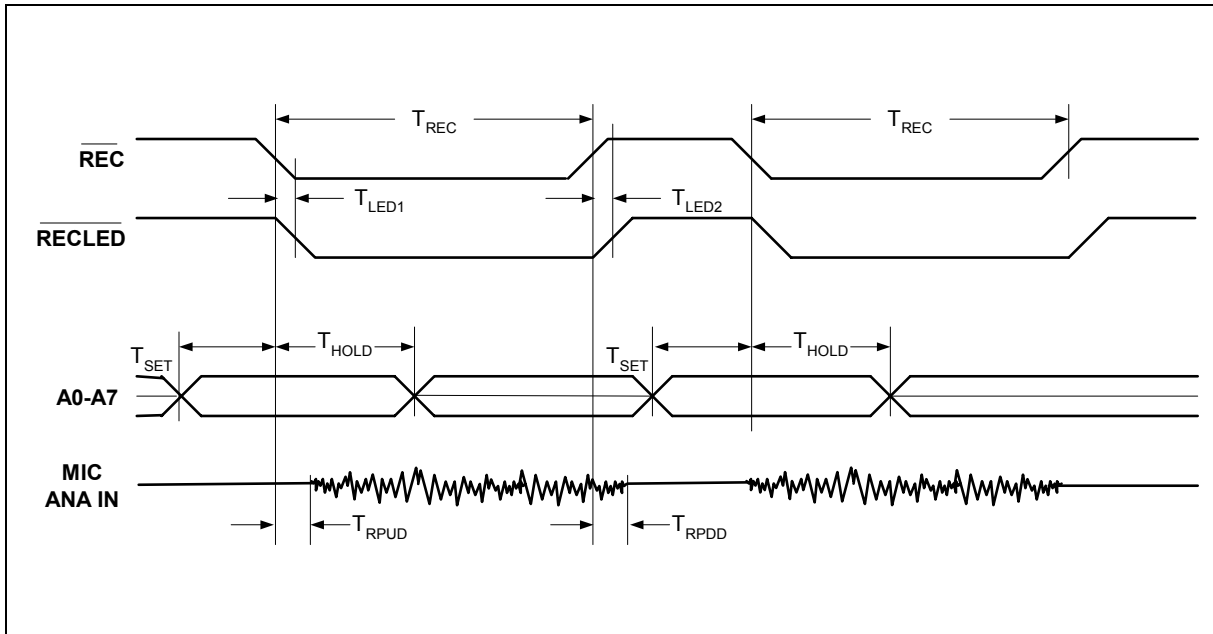 T_REC T_REC
REC
T_LED1 T_LED2
RECLED
T_SET T_HOLD T_SET T_HOLD
A0-A7
MIC
ANA IN
T_RPUD T_RPDD